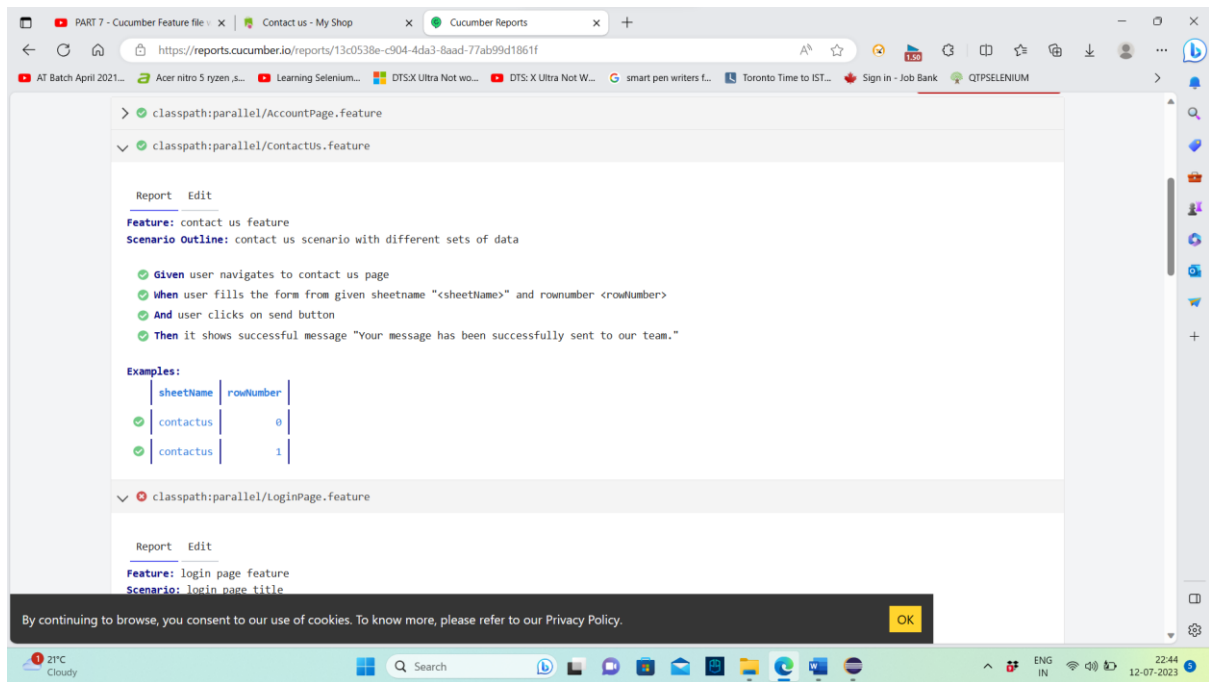 PART 7 - Cucumber Feature file v
Contact us - My Shop
Cucumber Reports
https://reports.cucumber.io/reports/13c0538e-c904-4da3-8aad-77ab99d1861f
1.50
AT Batch April 2021...
Acer nitro 5 ryzen ,s...
Learning Selenium...
DTS:X Ultra Not wo...
DTS: X Ultra Not W...
smart pen writers f...
Toronto Time to IST...
Sign in - Job Bank
QTPSELENIUM
classpath:parallel/AccountPage.feature
classpath:parallel/ContactUs.feature
Report Edit
Feature: contact us feature
Scenario Outline: contact us scenario with different sets of data
Given user navigates to contact us page
When user fills the form from given sheetname "<sheetName>" and rownumber <rowNumber>
And user clicks on send button
Then it shows successful message "Your message has been successfully sent to our team."
Examples:
sheetName rowNumber
contactus 0
contactus 1
classpath:parallel/LoginPage.feature
Report Edit
Feature: login page feature
Scenario: login page title
By continuing to browse, you consent to our use of cookies. To know more, please refer to our Privacy Policy.
OK
1
21°C
Cloudy
Search
ENG
IN
22:44
12-07-2023
5